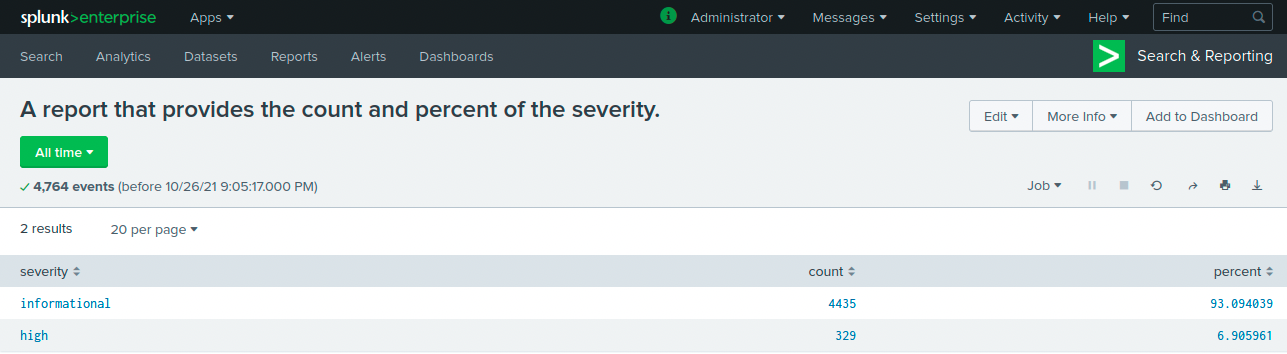 splunk>enterprise Apps Administrator Messages Settings Activity Help Find
Search Analytics Datasets Reports Alerts Dashboards Search & Reporting
A report that provides the count and percent of the severity.
Edit More Info Add to Dashboard
All time
4,764 events (before 10/26/21 9:05:17.000 PM) Job
2 results 20 per page
severity count percent
informational 4435 93.094039
high 329 6.905961